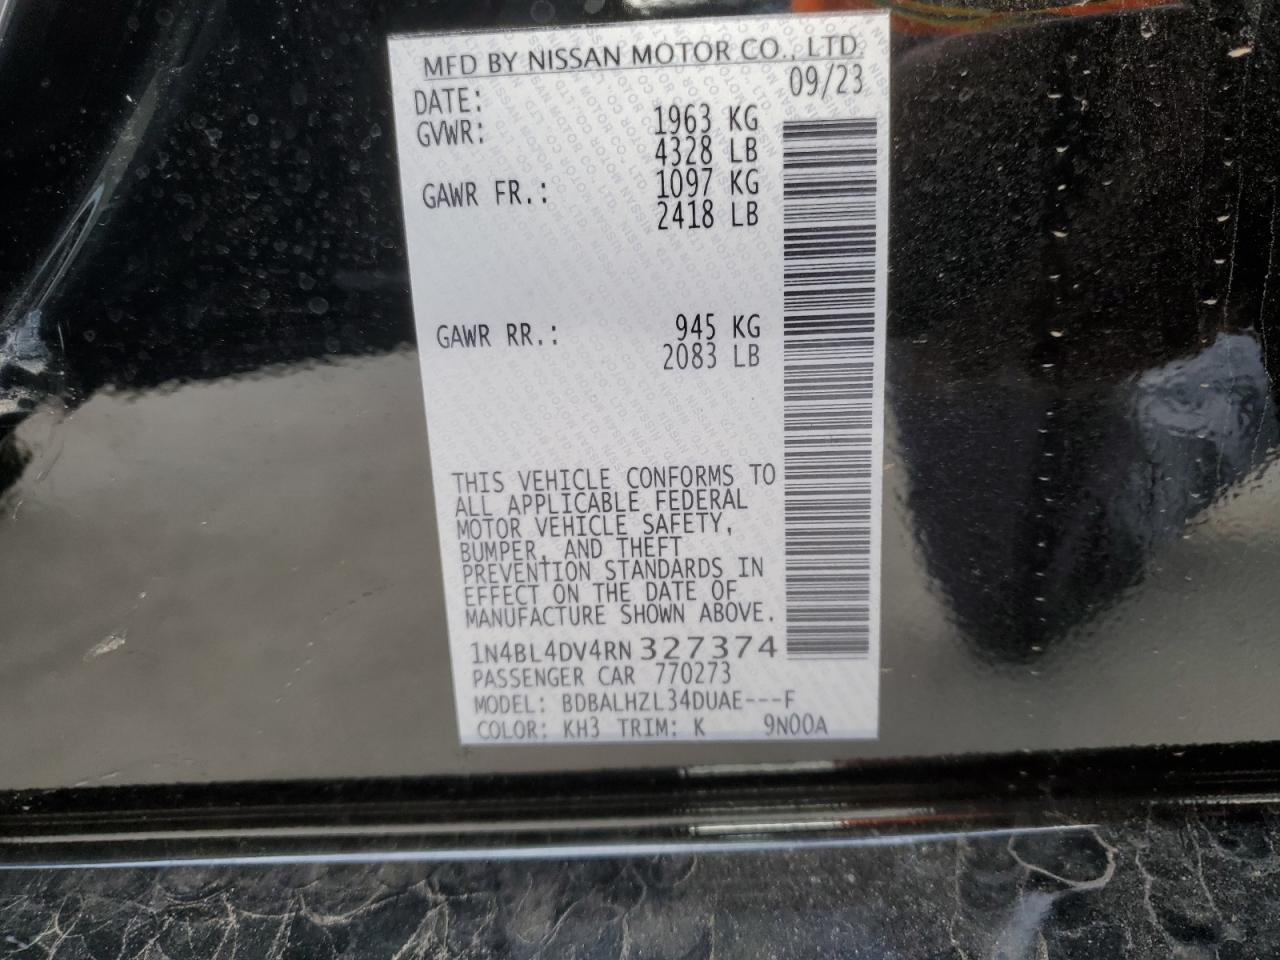 MFD BY NISSAN MOTOR CO., LTD.
DATE: 09/23
GVWR: 1963 KG
4328 LB
GAWR FR.: 1097 KG
2418 LB
GAWR RR.: 945 KG
2083 LB
THIS VEHICLE CONFORMS TO
ALL APPLICABLE FEDERAL
MOTOR VEHICLE SAFETY,
BUMPER, AND THEFT
PREVENTION STANDARDS IN
EFFECT ON THE DATE OF
MANUFACTURE SHOWN ABOVE.
1N4BL4DV4RN327374
PASSENGER CAR 770273
MODEL: BDBALHZL34DUAE---F
COLOR: KH3 TRIM: K 9N00A